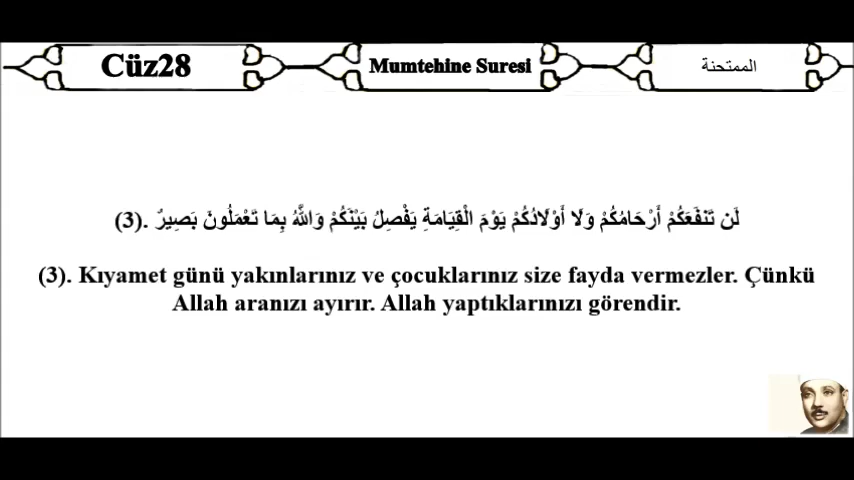 Cüz28
Mumtehine Suresi
الممتحنة
لَن تَنْفَعَكُمْ أَرْحَامُكُمْ وَلَا أَوْلَادُكُمْ يَوْمَ الْقِيَامَةِ يَفْصِلُ بَيْنَكُمْ وَاللَّهُ بِمَا تَعْمَلُونَ بَصِيرٌ .(3)
(3). Kıyamet günü yakınlarınız ve çocuklarınız size fayda vermezler. Çünkü
Allah aranızı ayırır. Allah yaptıklarınızı görendir.